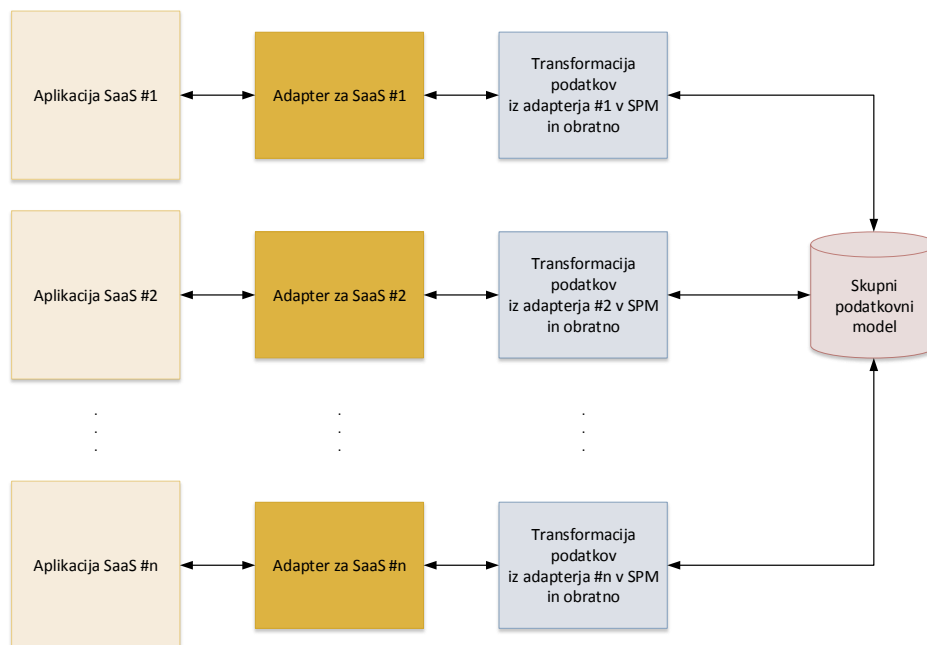 Aplikacija SaaS #1
Adapter za SaaS #1
Transformacija
podatkov
iz adapterja #1 v SPM
in obratno
Aplikacija SaaS #2
Adapter za SaaS #2
Transformacija
podatkov
iz adapterja #2 v SPM
in obratno
Skupni
podatkovni
model
Aplikacija SaaS #n
Adapter za SaaS #n
Transformacija
podatkov
iz adapterja #n v SPM
in obratno